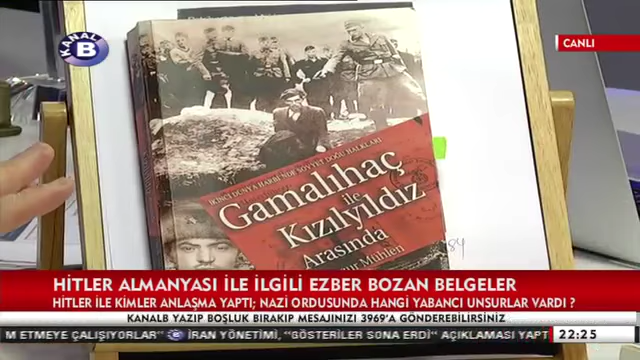 KANAL B
CANLI
İKİNCİ DÜNYA HARBİ'NDE SOVYET DOĞU HALKLARI
Gamalıhaç
ile
Kızılyıldız
Arasında
Mühlen
84
HİTLER ALMANYASI İLE İLGİLİ EZBER BOZAN BELGELER
HİTLER İLE KİMLER ANLAŞMA YAPTI; NAZİ ORDUSUNDA HANGİ YABANCI UNSURLAR VARDI ?
KANALB YAZIP BOŞLUK BIRAKIP MESAJINIZI 3969'A GÖNDEREBİLİRSİNİZ
M ETMEYE ÇALIŞIYORLAR" İRAN YÖNETİMİ, "GÖSTERİLER SONA ERDİ" AÇIKLAMASI YAPT
22:25